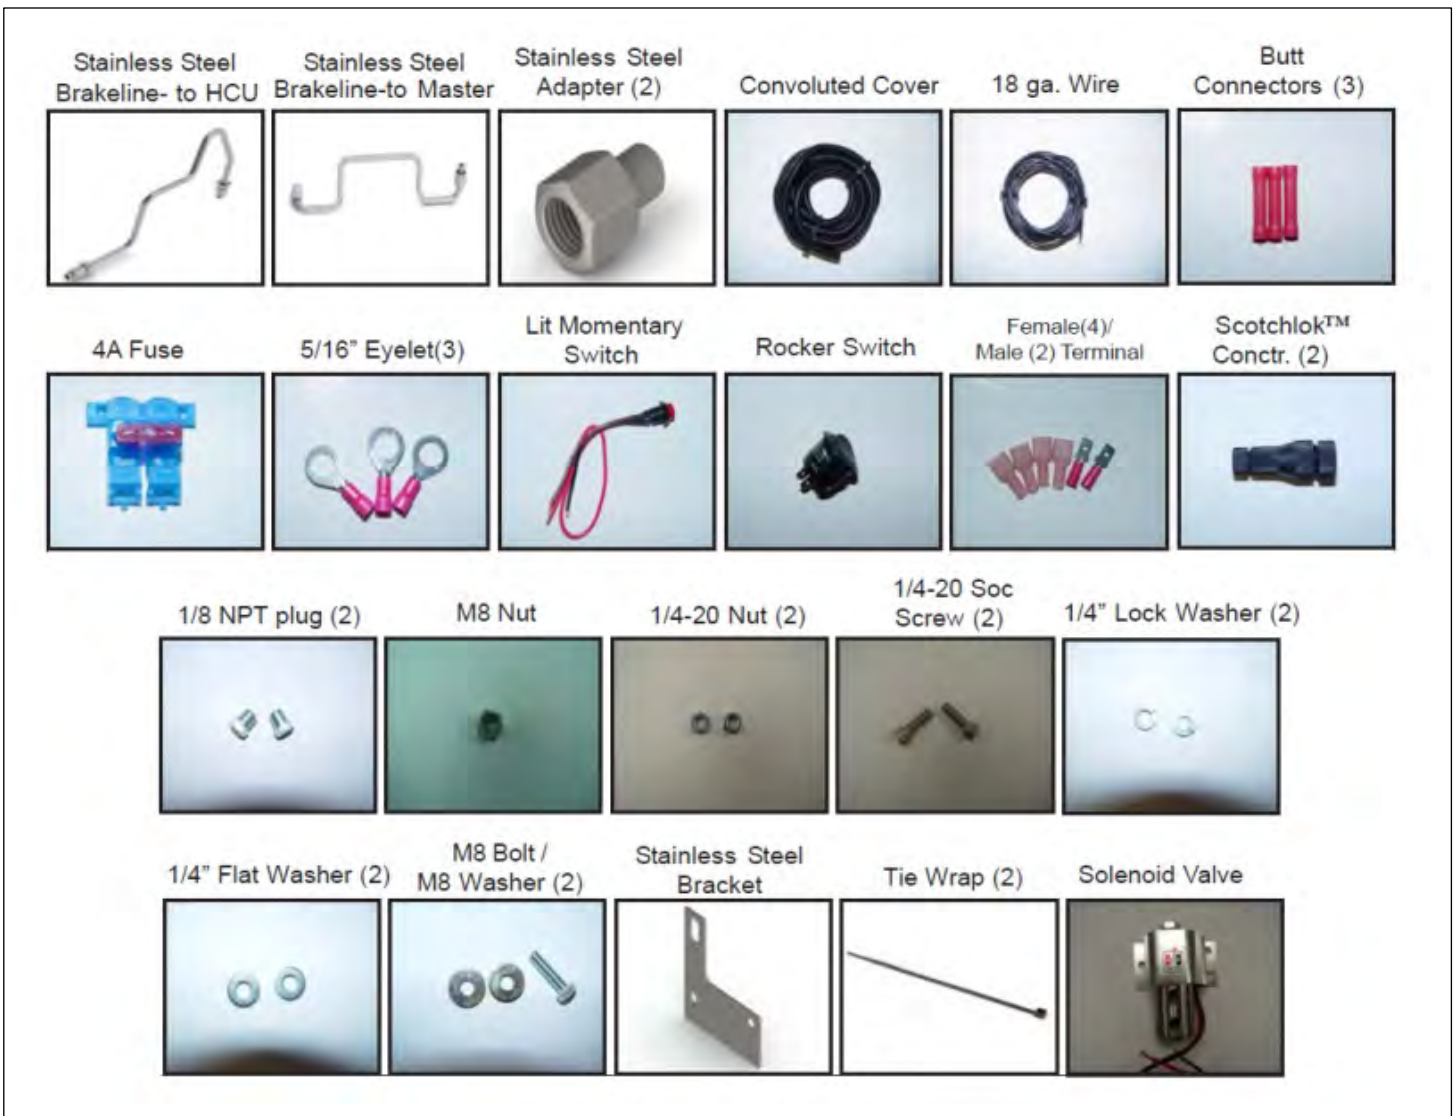 Stainless Steel
Brakeline- to HCU
Stainless Steel
Brakeline-to Master
Stainless Steel
Adapter (2)
Convoluted Cover
18 ga. Wire
Butt
Connectors (3)
4A Fuse
5/16” Eyelet(3)
Lit Momentary
Switch
Rocker Switch
Female(4)/
Male (2) Terminal
Scotchlok™
Conctr. (2)
1/8 NPT plug (2)
M8 Nut
1/4-20 Nut (2)
1/4-20 Soc
Screw (2)
1/4” Lock Washer (2)
1/4” Flat Washer (2)
M8 Bolt /
M8 Washer (2)
Stainless Steel
Bracket
Tie Wrap (2)
Solenoid Valve